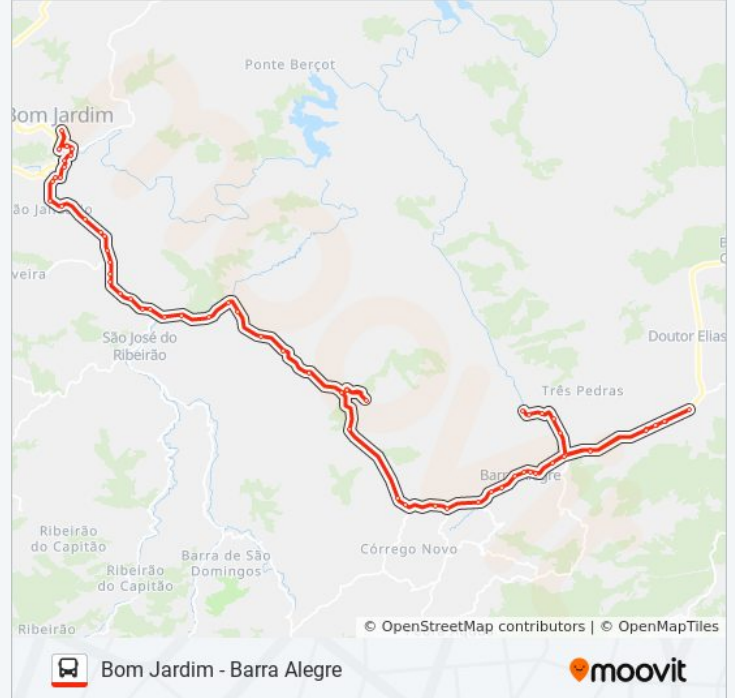 Ponte Berçot
Bom Jardim
São José do
Ribeirão
Doutor Elias
Três Pedras
Córrego Novo
Ribeirão
do Capitão
Barra de São
Domingos
Ribeirão
do Capitão
Ribeirão
© OpenStreetMap contributors | © OpenMapTiles
Bom Jardim - Barra Alegre
moovit